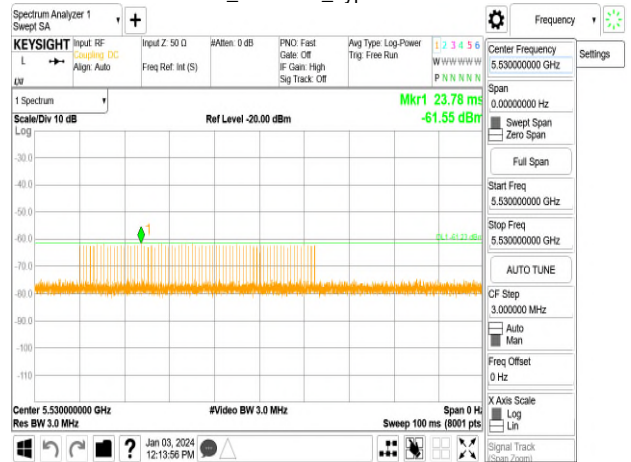 Spectrum Analyzer 1
Swept SA
Frequency
KEYSIGHT
L
Input: RF
Coupling: DC
Align: Auto
Input Z: 50 Ω
Freq Ref: Int (S)
#Atten: 0 dB
PNO: Fast
Gate: Off
IF Gain: High
Sig Track: Off
Avg Type: Log-Power
Trig: Free Run
1 2 3 4 5 6
W W W W W W
P N N N N N
Settings
Center Frequency
5.530000000 GHz
Span
0.00000000 Hz
Swept Span
Zero Span
Full Span
Start Freq
5.530000000 GHz
Stop Freq
5.530000000 GHz
AUTO TUNE
CF Step
3.000000 MHz
Auto
Man
Freq Offset
0 Hz
X Axis Scale
Log
Lin
Signal Track
(Span Zoom)
1 Spectrum
Mkr1 23.78 ms
-61.55 dBm
Scale/Div 10 dB
Ref Level -20.00 dBm
Log
-30.0
-40.0
-50.0
-60.0
-70.0
-80.0
-90.0
-100
-110
1
DL1 -61.23 dBm
Center 5.530000000 GHz
#Video BW 3.0 MHz
Span 0 Hz
Res BW 3.0 MHz
Sweep 100 ms (8001 pts
?
Jan 03, 2024
12:13:56 PM